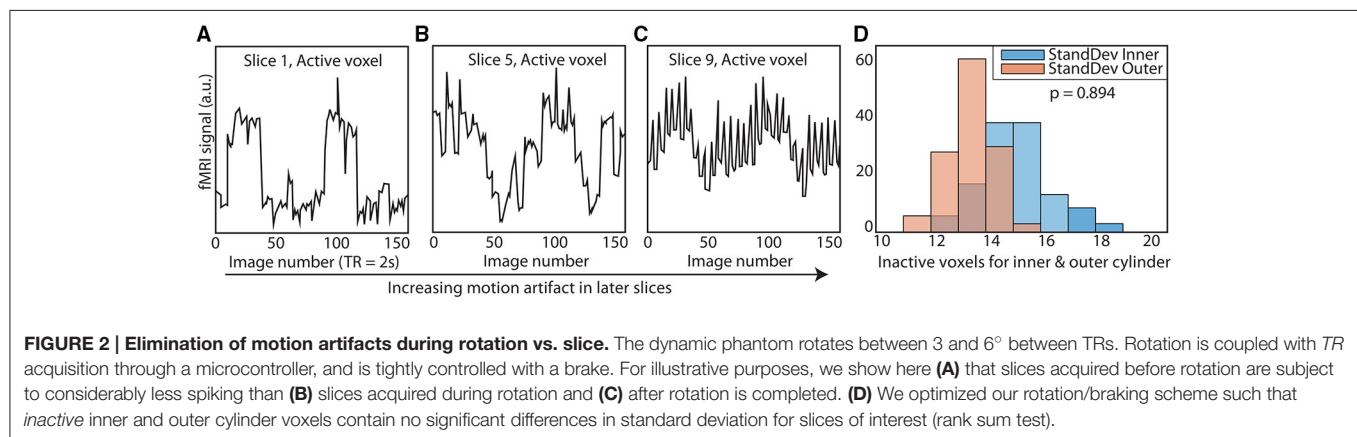 A
B
C
D
Slice 1, Active voxel
Slice 5, Active voxel
Slice 9, Active voxel
StandDev Inner
StandDev Outer
p = 0.894
fMRI signal (a.u.)
60
40
20
0
0 50 100 150
0 50 100 150
0 50 100 150
10 12 14 16 18 20
Image number (TR = 2s)
Image number
Image number
Inactive voxels for inner & outer cylinder
Increasing motion artifact in later slices
FIGURE 2 | Elimination of motion artifacts during rotation vs. slice. The dynamic phantom rotates between 3 and 6° between TRs. Rotation is coupled with TR
acquisition through a microcontroller, and is tightly controlled with a brake. For illustrative purposes, we show here (A) that slices acquired before rotation are subject
to considerably less spiking than (B) slices acquired during rotation and (C) after rotation is completed. (D) We optimized our rotation/braking scheme such that
inactive inner and outer cylinder voxels contain no significant differences in standard deviation for slices of interest (rank sum test).